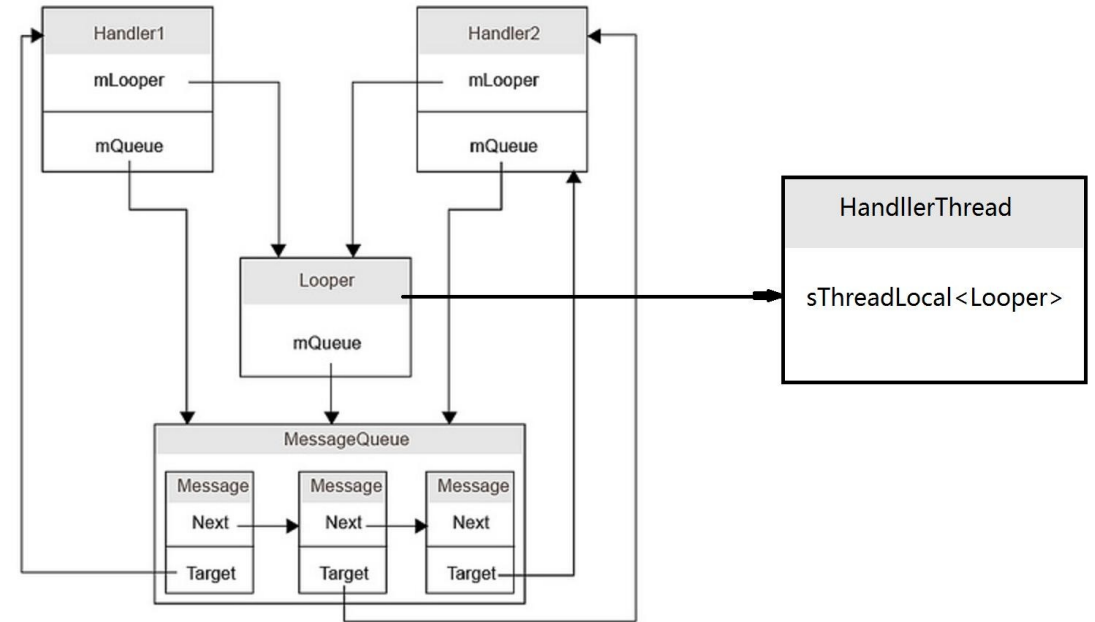 Handler1
mLooper
mQueue
Handler2
mLooper
mQueue
HandllerThread
sThreadLocal<Looper>
Looper
mQueue
MessageQueue
Message
Next
Target
Message
Next
Target
Message
Next
Target